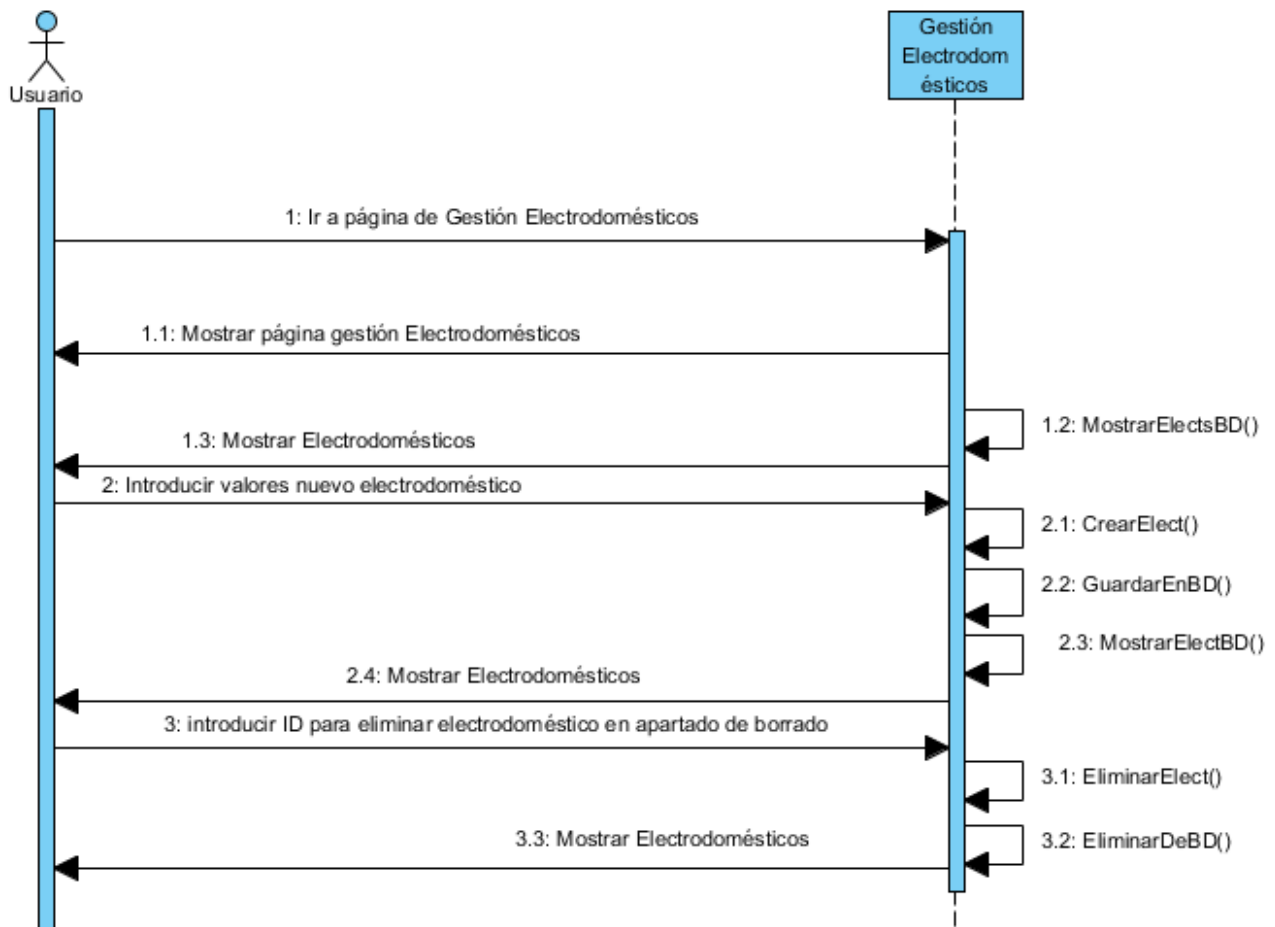 Gestión
Electrodom
ésticos
Usuario
1: Ir a página de Gestión Electrodomésticos
1.1: Mostrar página gestión Electrodomésticos
1.2: MostrarElectsBD()
1.3: Mostrar Electrodomésticos
2: Introducir valores nuevo electrodoméstico
2.1: CrearElect()
2.2: GuardarEnBD()
2.3: MostrarElectBD()
2.4: Mostrar Electrodomésticos
3: introducir ID para eliminar electrodoméstico en apartado de borrado
3.1: EliminarElect()
3.2: EliminarDeBD()
3.3: Mostrar Electrodomésticos